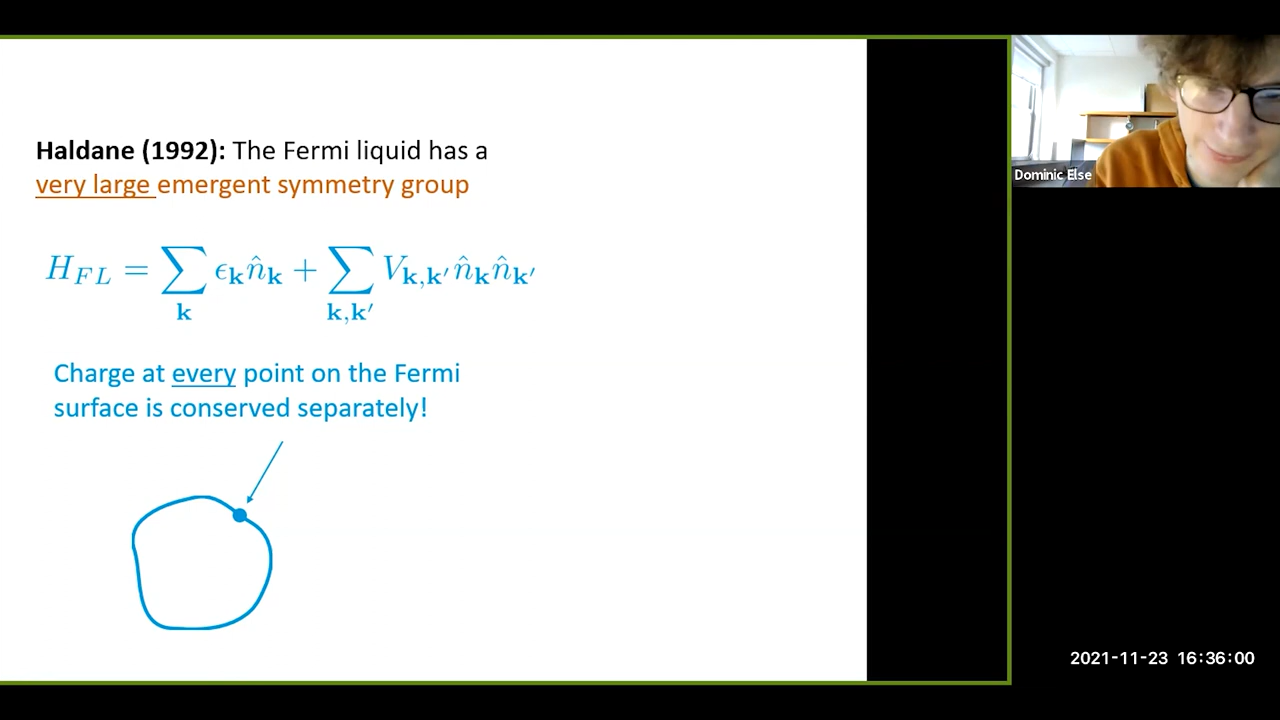 Haldane (1992): The Fermi liquid has a
very large emergent symmetry group
H_{FL} = \sum_{\mathbf{k}} \epsilon_{\mathbf{k}} \hat{n}_{\mathbf{k}} + \sum_{\mathbf{k},\mathbf{k}'} V_{\mathbf{k},\mathbf{k}'} \hat{n}_{\mathbf{k}} \hat{n}_{\mathbf{k}'}
Charge at every point on the Fermi
surface is conserved separately!
Dominic Else
2021-11-23 16:36:00